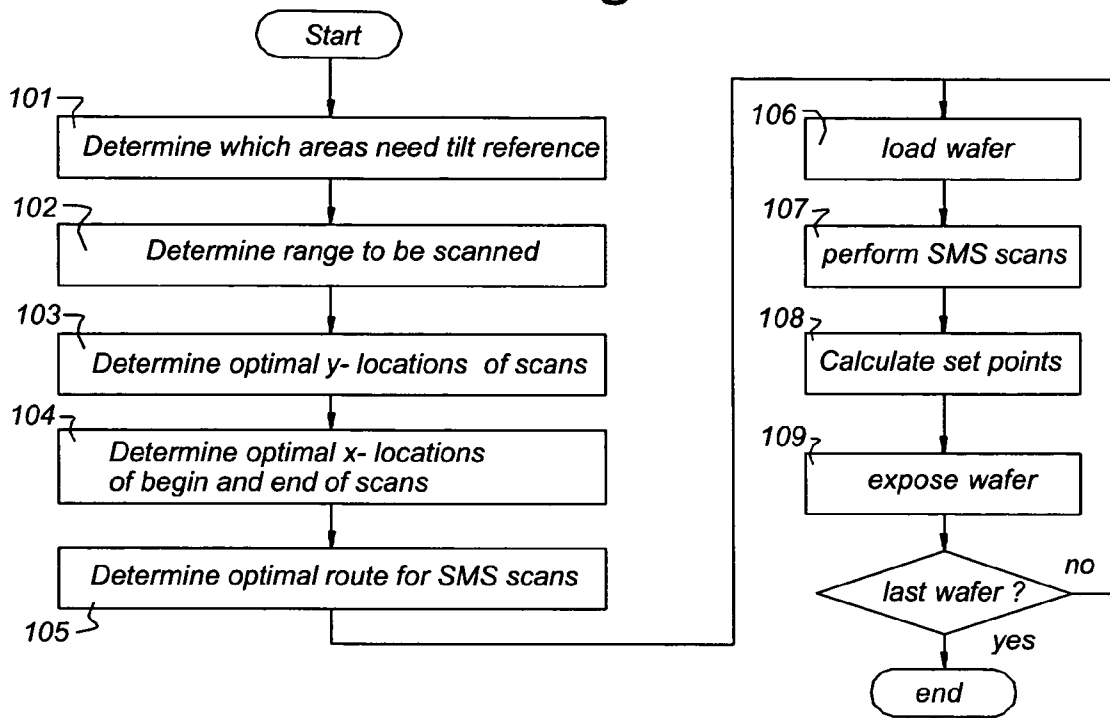 Start
101
Determine which areas need tilt reference
102
Determine range to be scanned
103
Determine optimal y- locations of scans
104
Determine optimal x- locations
of begin and end of scans
Determine optimal route for SMS scans
105
106
load wafer
107
perform SMS scans
108
Calculate set points
109
expose wafer
last wafer ?
no
yes
end